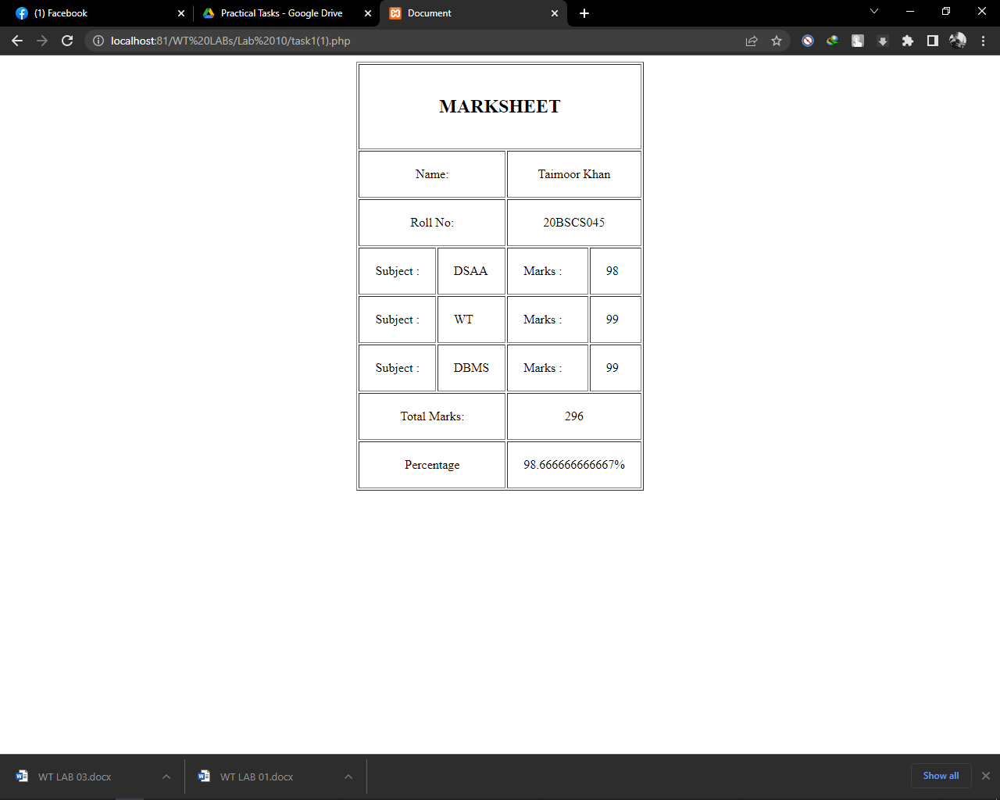 (1) Facebook
Practical Tasks - Google Drive
Document
localhost:81/WT%20LABs/Lab%2010/task1(1).php
MARKSHEET
Name: Taimoor Khan
Roll No: 20BSCS045
Subject : DSAA Marks : 98
Subject : WT Marks : 99
Subject : DBMS Marks : 99
Total Marks: 296
Percentage 98.666666666667%
WT LAB 03.docx
WT LAB 01.docx
Show all